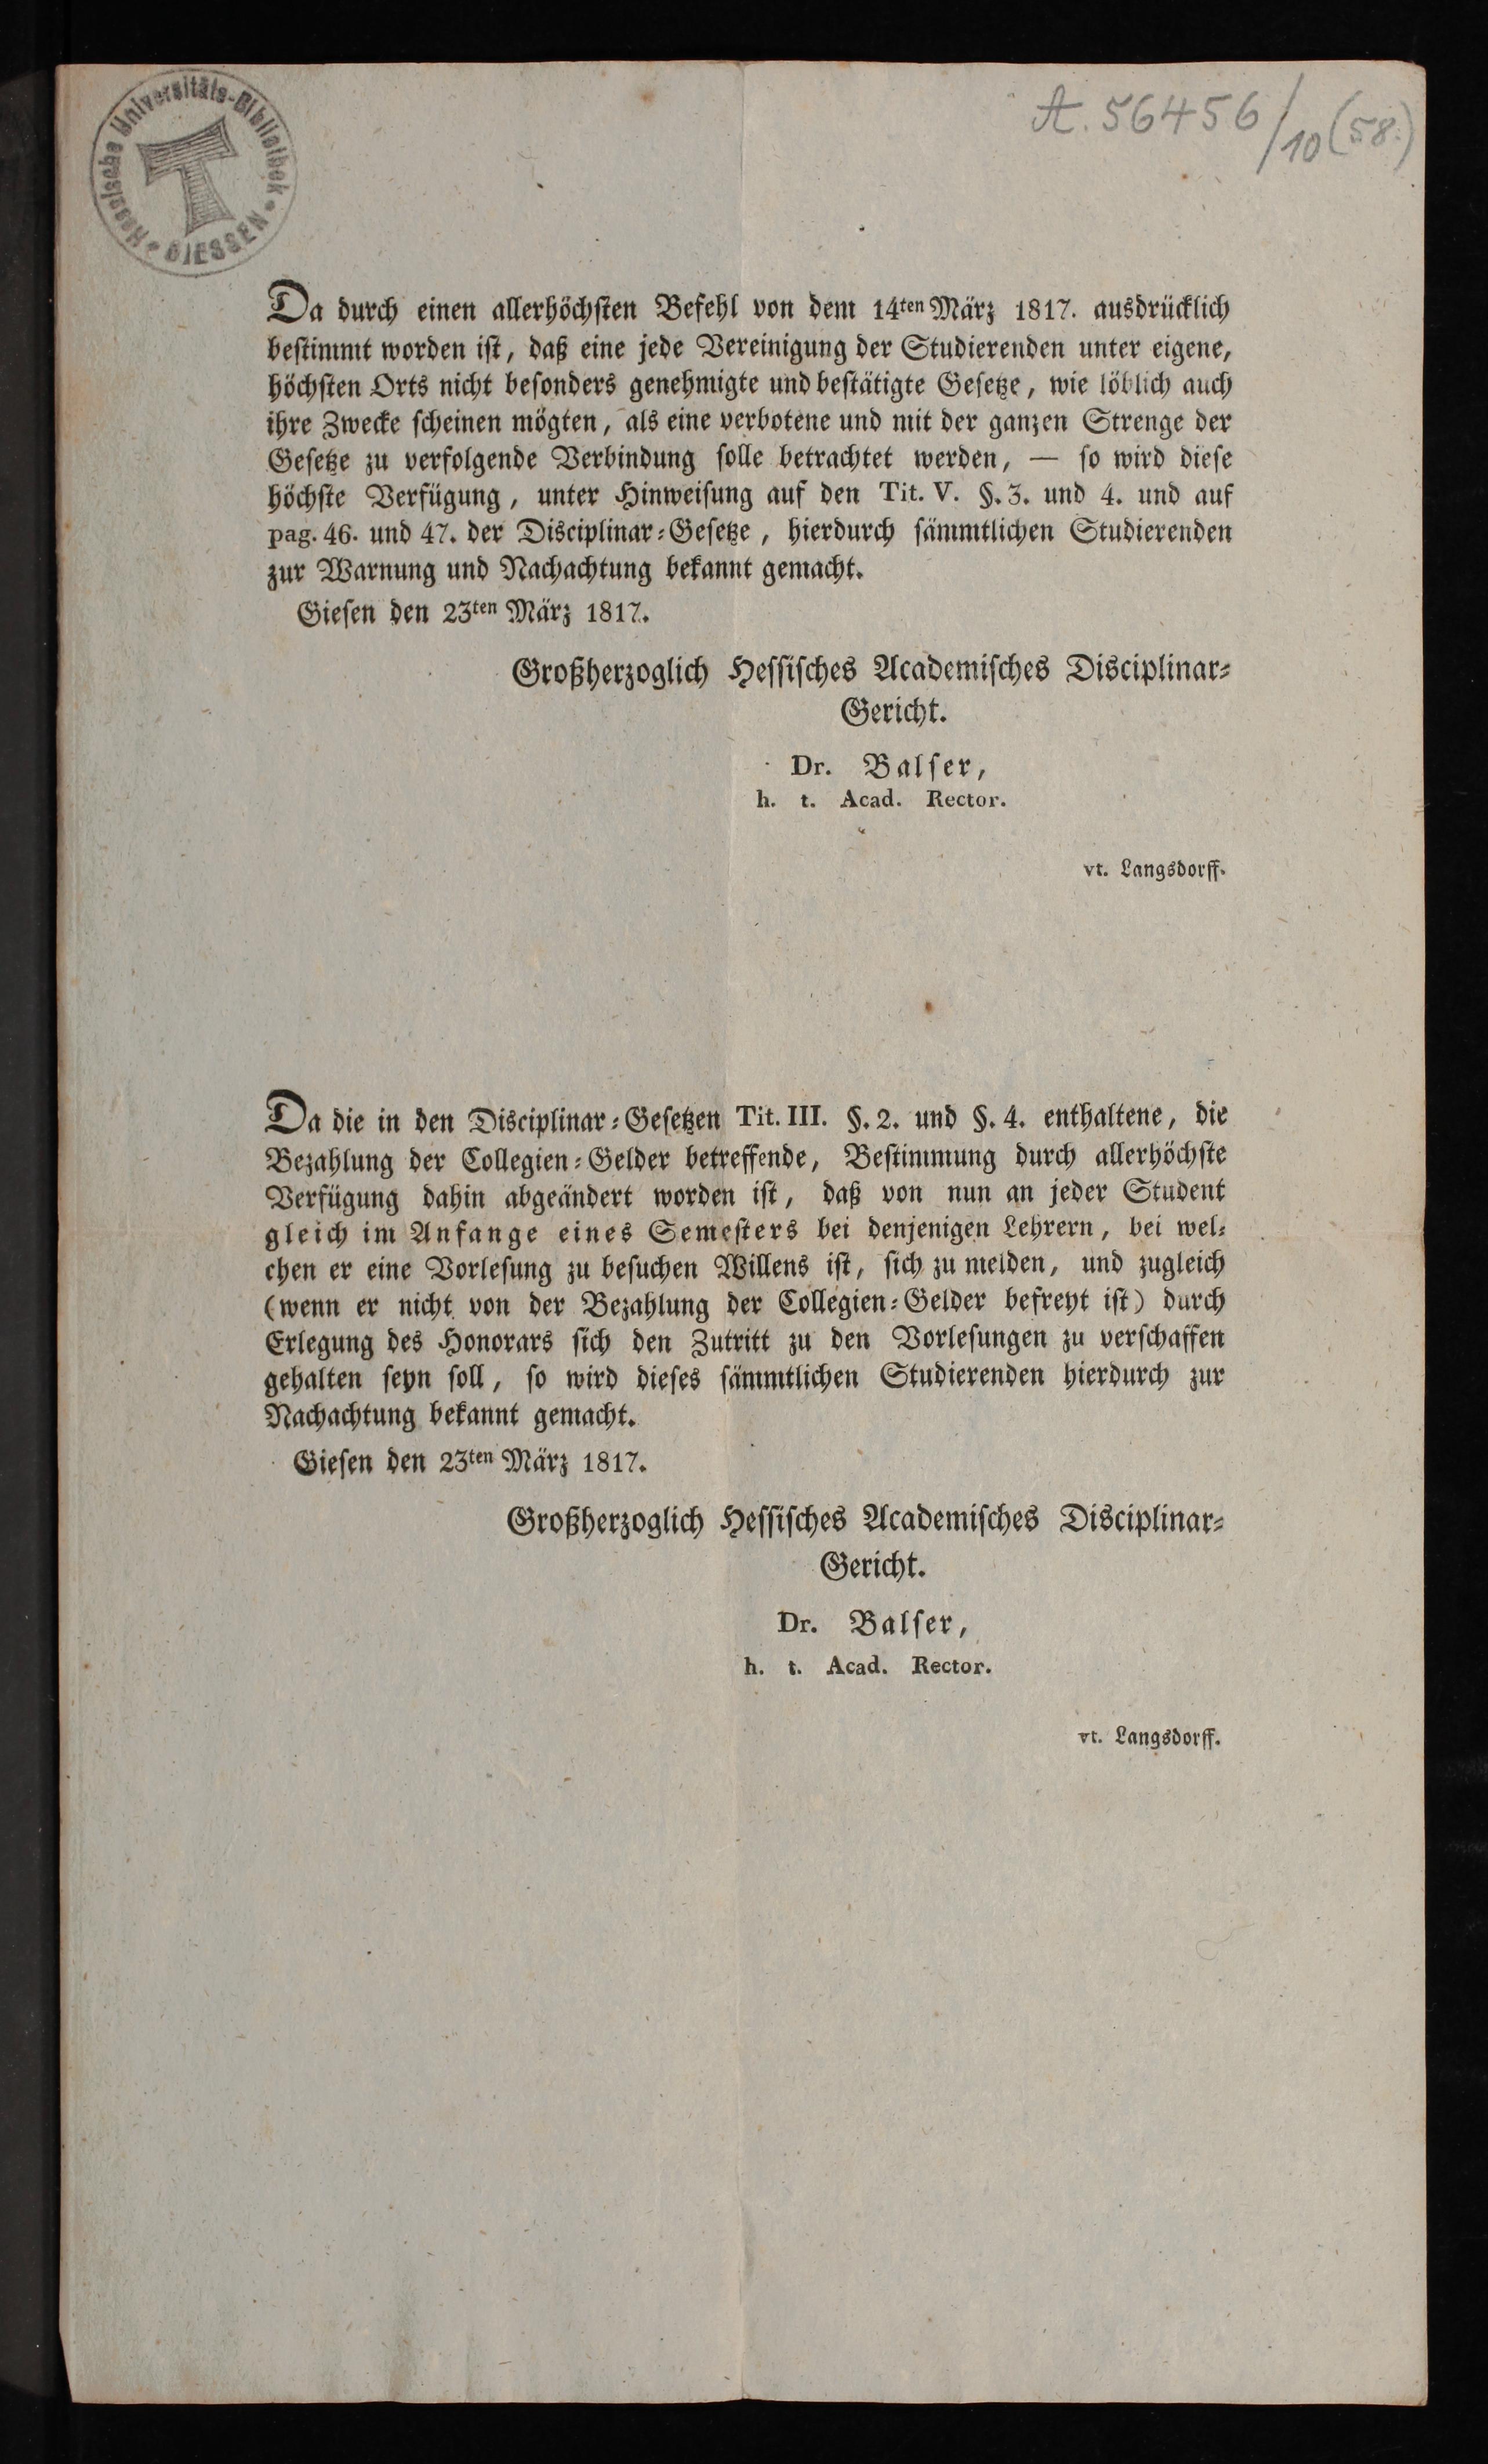 Hessische Universitäts-Bibliothek
GIESSEN
A. 56456/10 (58.)
Da durch einen allerhöchsten Befehl von dem 14ten März 1817. ausdrücklich
bestimmt worden ist, daß eine jede Vereinigung der Studierenden unter eigene,
höchsten Orts nicht besonders genehmigte und bestätigte Gesetze, wie löblich auch
ihre Zwecke scheinen mögten, als eine verbotene und mit der ganzen Strenge der
Gesetze zu verfolgende Verbindung solle betrachtet werden, — so wird diese
höchste Verfügung, unter Hinweisung auf den Tit. V. §. 3. und 4. und auf
pag. 46. und 47. der Disciplinar-Gesetze, hierdurch sämmtlichen Studierenden
zur Warnung und Nachachtung bekannt gemacht.
Giesen den 23ten März 1817.
Großherzoglich Hessisches Academisches Disciplinar-
Gericht.
Dr. Balser,
h. t. Acad. Rector.
vt. Langsdorff.
Da die in den Disciplinar-Gesetzen Tit. III. §. 2. und §. 4. enthaltene, die
Bezahlung der Collegien-Gelder betreffende, Bestimmung durch allerhöchste
Verfügung dahin abgeändert worden ist, daß von nun an jeder Student
gleich im Anfange eines Semesters bei denjenigen Lehrern, bei wel-
chen er eine Vorlesung zu besuchen Willens ist, sich zu melden, und zugleich
(wenn er nicht von der Bezahlung der Collegien-Gelder befreyt ist) durch
Erlegung des Honorars sich den Zutritt zu den Vorlesungen zu verschaffen
gehalten seyn soll, so wird dieses sämmtlichen Studierenden hierdurch zur
Nachachtung bekannt gemacht.
Giesen den 23ten März 1817.
Großherzoglich Hessisches Academisches Disciplinar-
Gericht.
Dr. Balser,
h. t. Acad. Rector.
vt. Langsdorff.